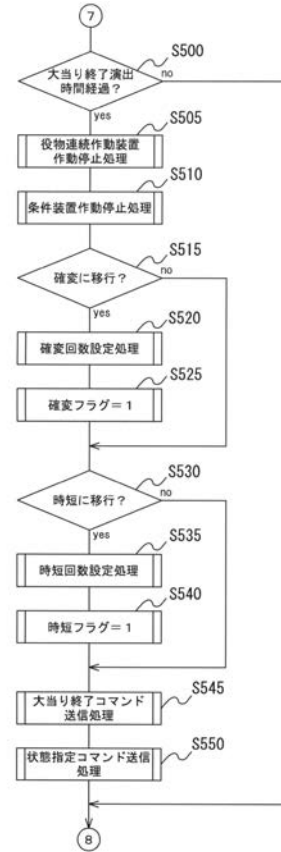 7
S500
大当り終了演出
時間経過?
no
yes
S505
役物連続作動装置
作動停止処理
S510
条件装置作動停止処理
S515
確変に移行?
no
yes
S520
確変回数設定処理
S525
確変フラグ=1
S530
時短に移行?
no
yes
S535
時短回数設定処理
S540
時短フラグ=1
S545
大当り終了コマンド
送信処理
S550
状態指定コマンド送信
処理
8